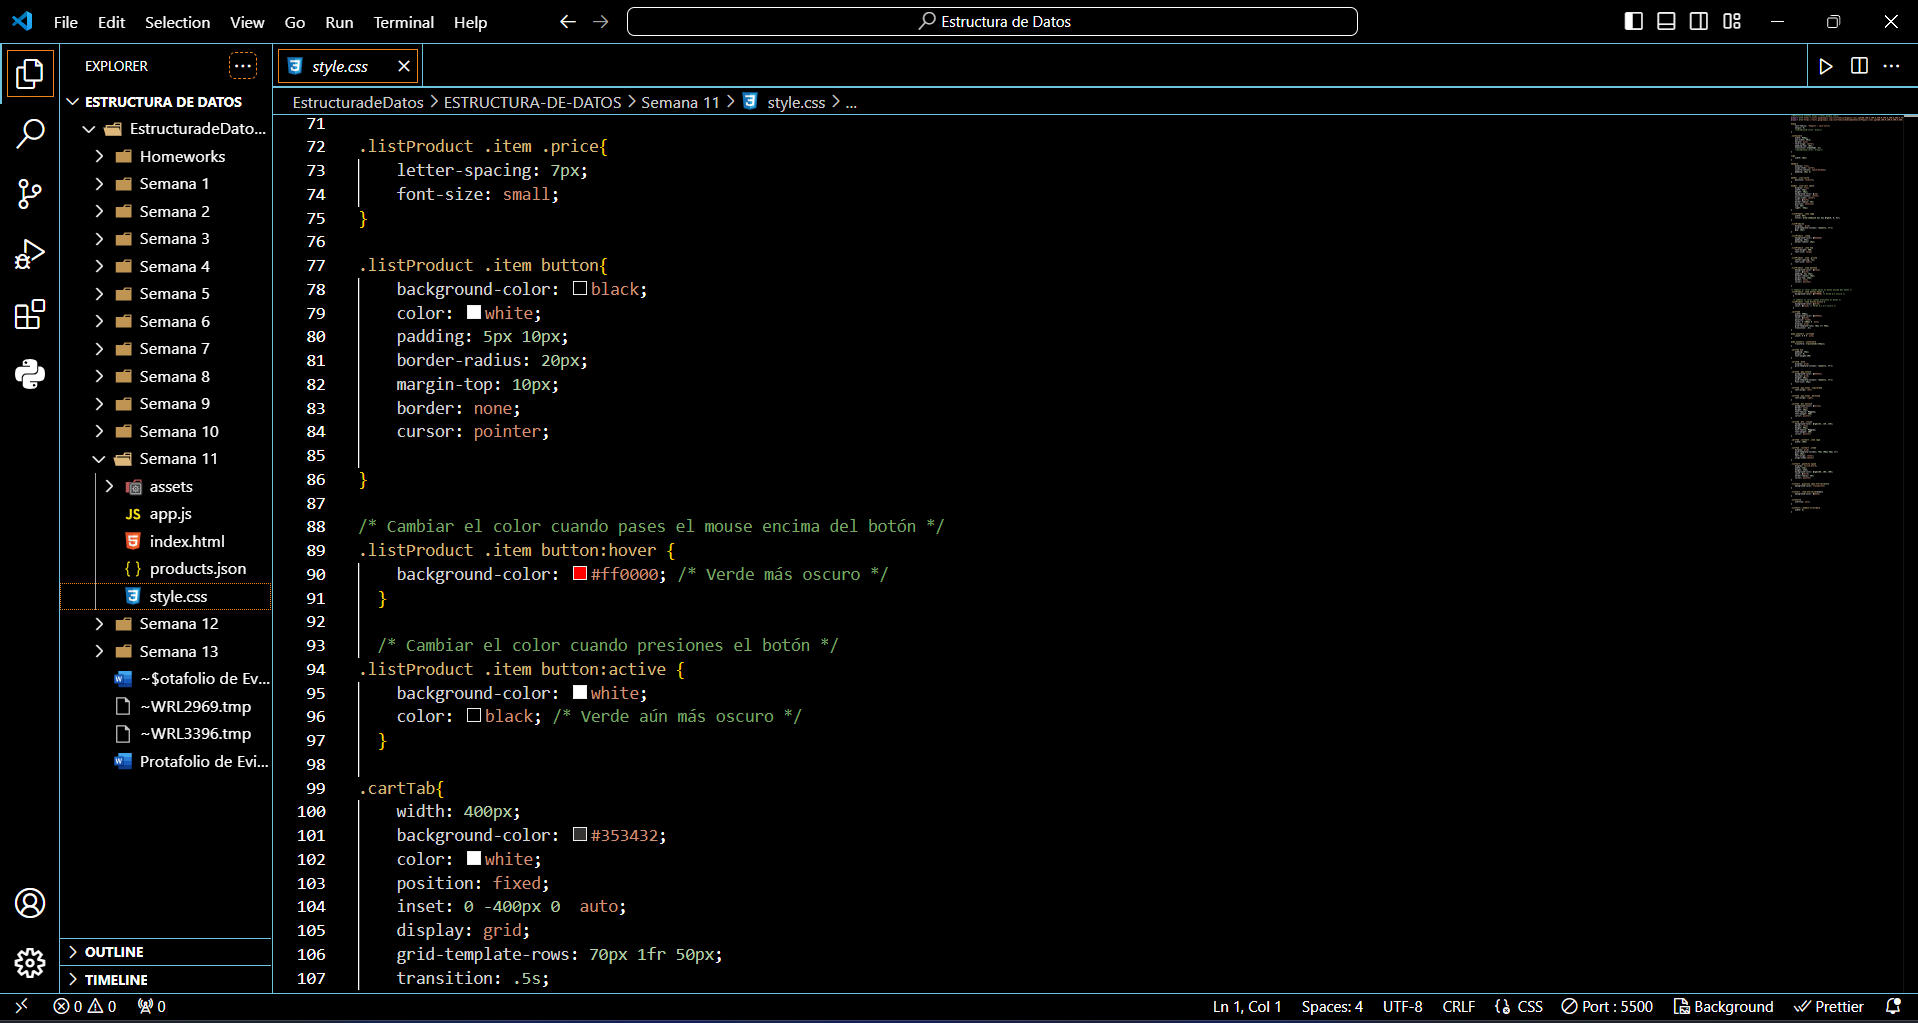 File Edit Selection View Go Run Terminal Help
Estructura de Datos
EXPLORER
ESTRUCTURA DE DATOS
EstructuradeDato...
Homeworks
Semana 1
Semana 2
Semana 3
Semana 4
Semana 5
Semana 6
Semana 7
Semana 8
Semana 9
Semana 10
Semana 11
assets
JS app.js
index.html
{} products.json
style.css
Semana 12
Semana 13
~$otafolio de Ev...
~WRL2969.tmp
~WRL3396.tmp
Protafolio de Evi...
OUTLINE
TIMELINE
style.css
EstructuradeDatos > ESTRUCTURA-DE-DATOS > Semana 11 > style.css > ...
71
72 .listProduct .item .price{
73     letter-spacing: 7px;
74     font-size: small;
75 }
76
77 .listProduct .item button{
78     background-color: black;
79     color: white;
80     padding: 5px 10px;
81     border-radius: 20px;
82     margin-top: 10px;
83     border: none;
84     cursor: pointer;
85
86 }
87
88 /* Cambiar el color cuando pases el mouse encima del botón */
89 .listProduct .item button:hover {
90     background-color: #ff0000; /* Verde más oscuro */
91   }
92
93   /* Cambiar el color cuando presiones el botón */
94 .listProduct .item button:active {
95     background-color: white;
96     color: black; /* Verde aún más oscuro */
97   }
98
99 .cartTab{
100     width: 400px;
101     background-color: #353432;
102     color: white;
103     position: fixed;
104     inset: 0 -400px 0  auto;
105     display: grid;
106     grid-template-rows: 70px 1fr 50px;
107     transition: .5s;
0 0 0
Ln 1, Col 1 Spaces: 4 UTF-8 CRLF {} CSS Port : 5500 Background Prettier